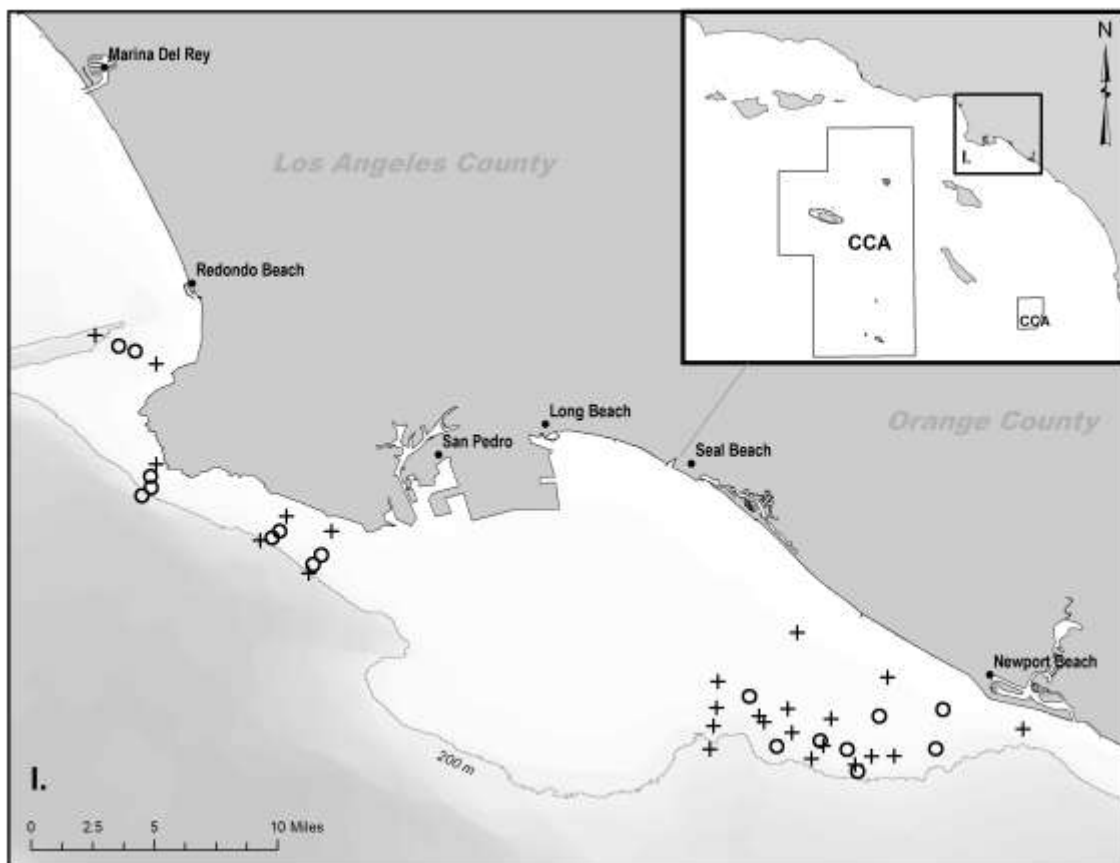 Marina Del Rey
N
Los Angeles County
I.
CCA
Redondo Beach
CCA
Long Beach
Orange County
San Pedro
Seal Beach
Newport Beach
200 m
I.
0 2.5 5 10 Miles